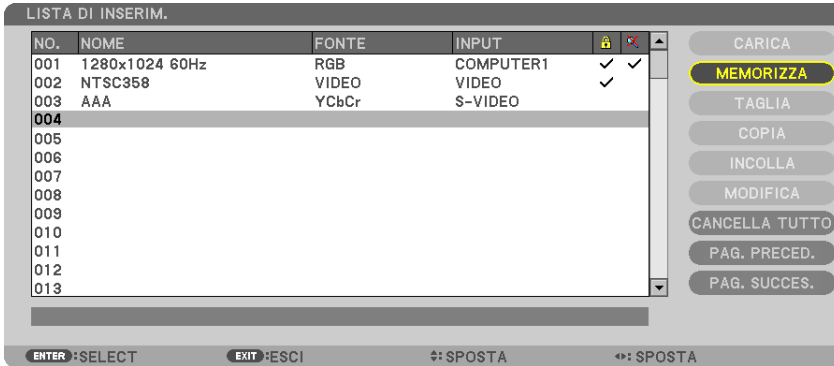 LISTA DI INSERIM.
NO. NOME FONTE INPUT
001 1280x1024 60Hz RGB COMPUTER1
002 NTSC358 VIDEO VIDEO
003 AAA YCbCr S-VIDEO
004
005
006
007
008
009
010
011
012
013
CARICA
MEMORIZZA
TAGLIA
COPIA
INCOLLA
MODIFICA
CANCELLA TUTTO
PAG. PRECED.
PAG. SUCCES.
ENTER :SELECT EXIT :ESCI :SPOSTA :SPOSTA